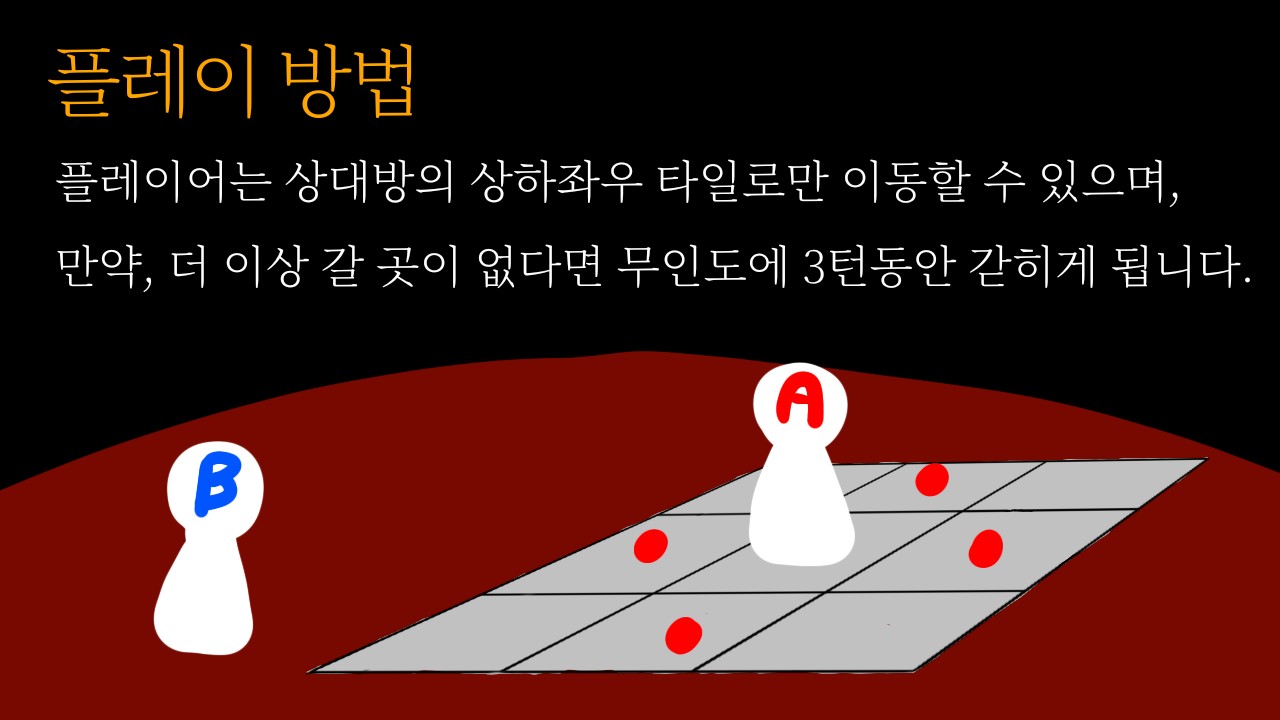 플레이 방법
플레이어는 상대방의 상하좌우 타일로만 이동할 수 있으며,
만약, 더 이상 갈 곳이 없다면 무인도에 3턴동안 갇히게 됩니다.
A
B